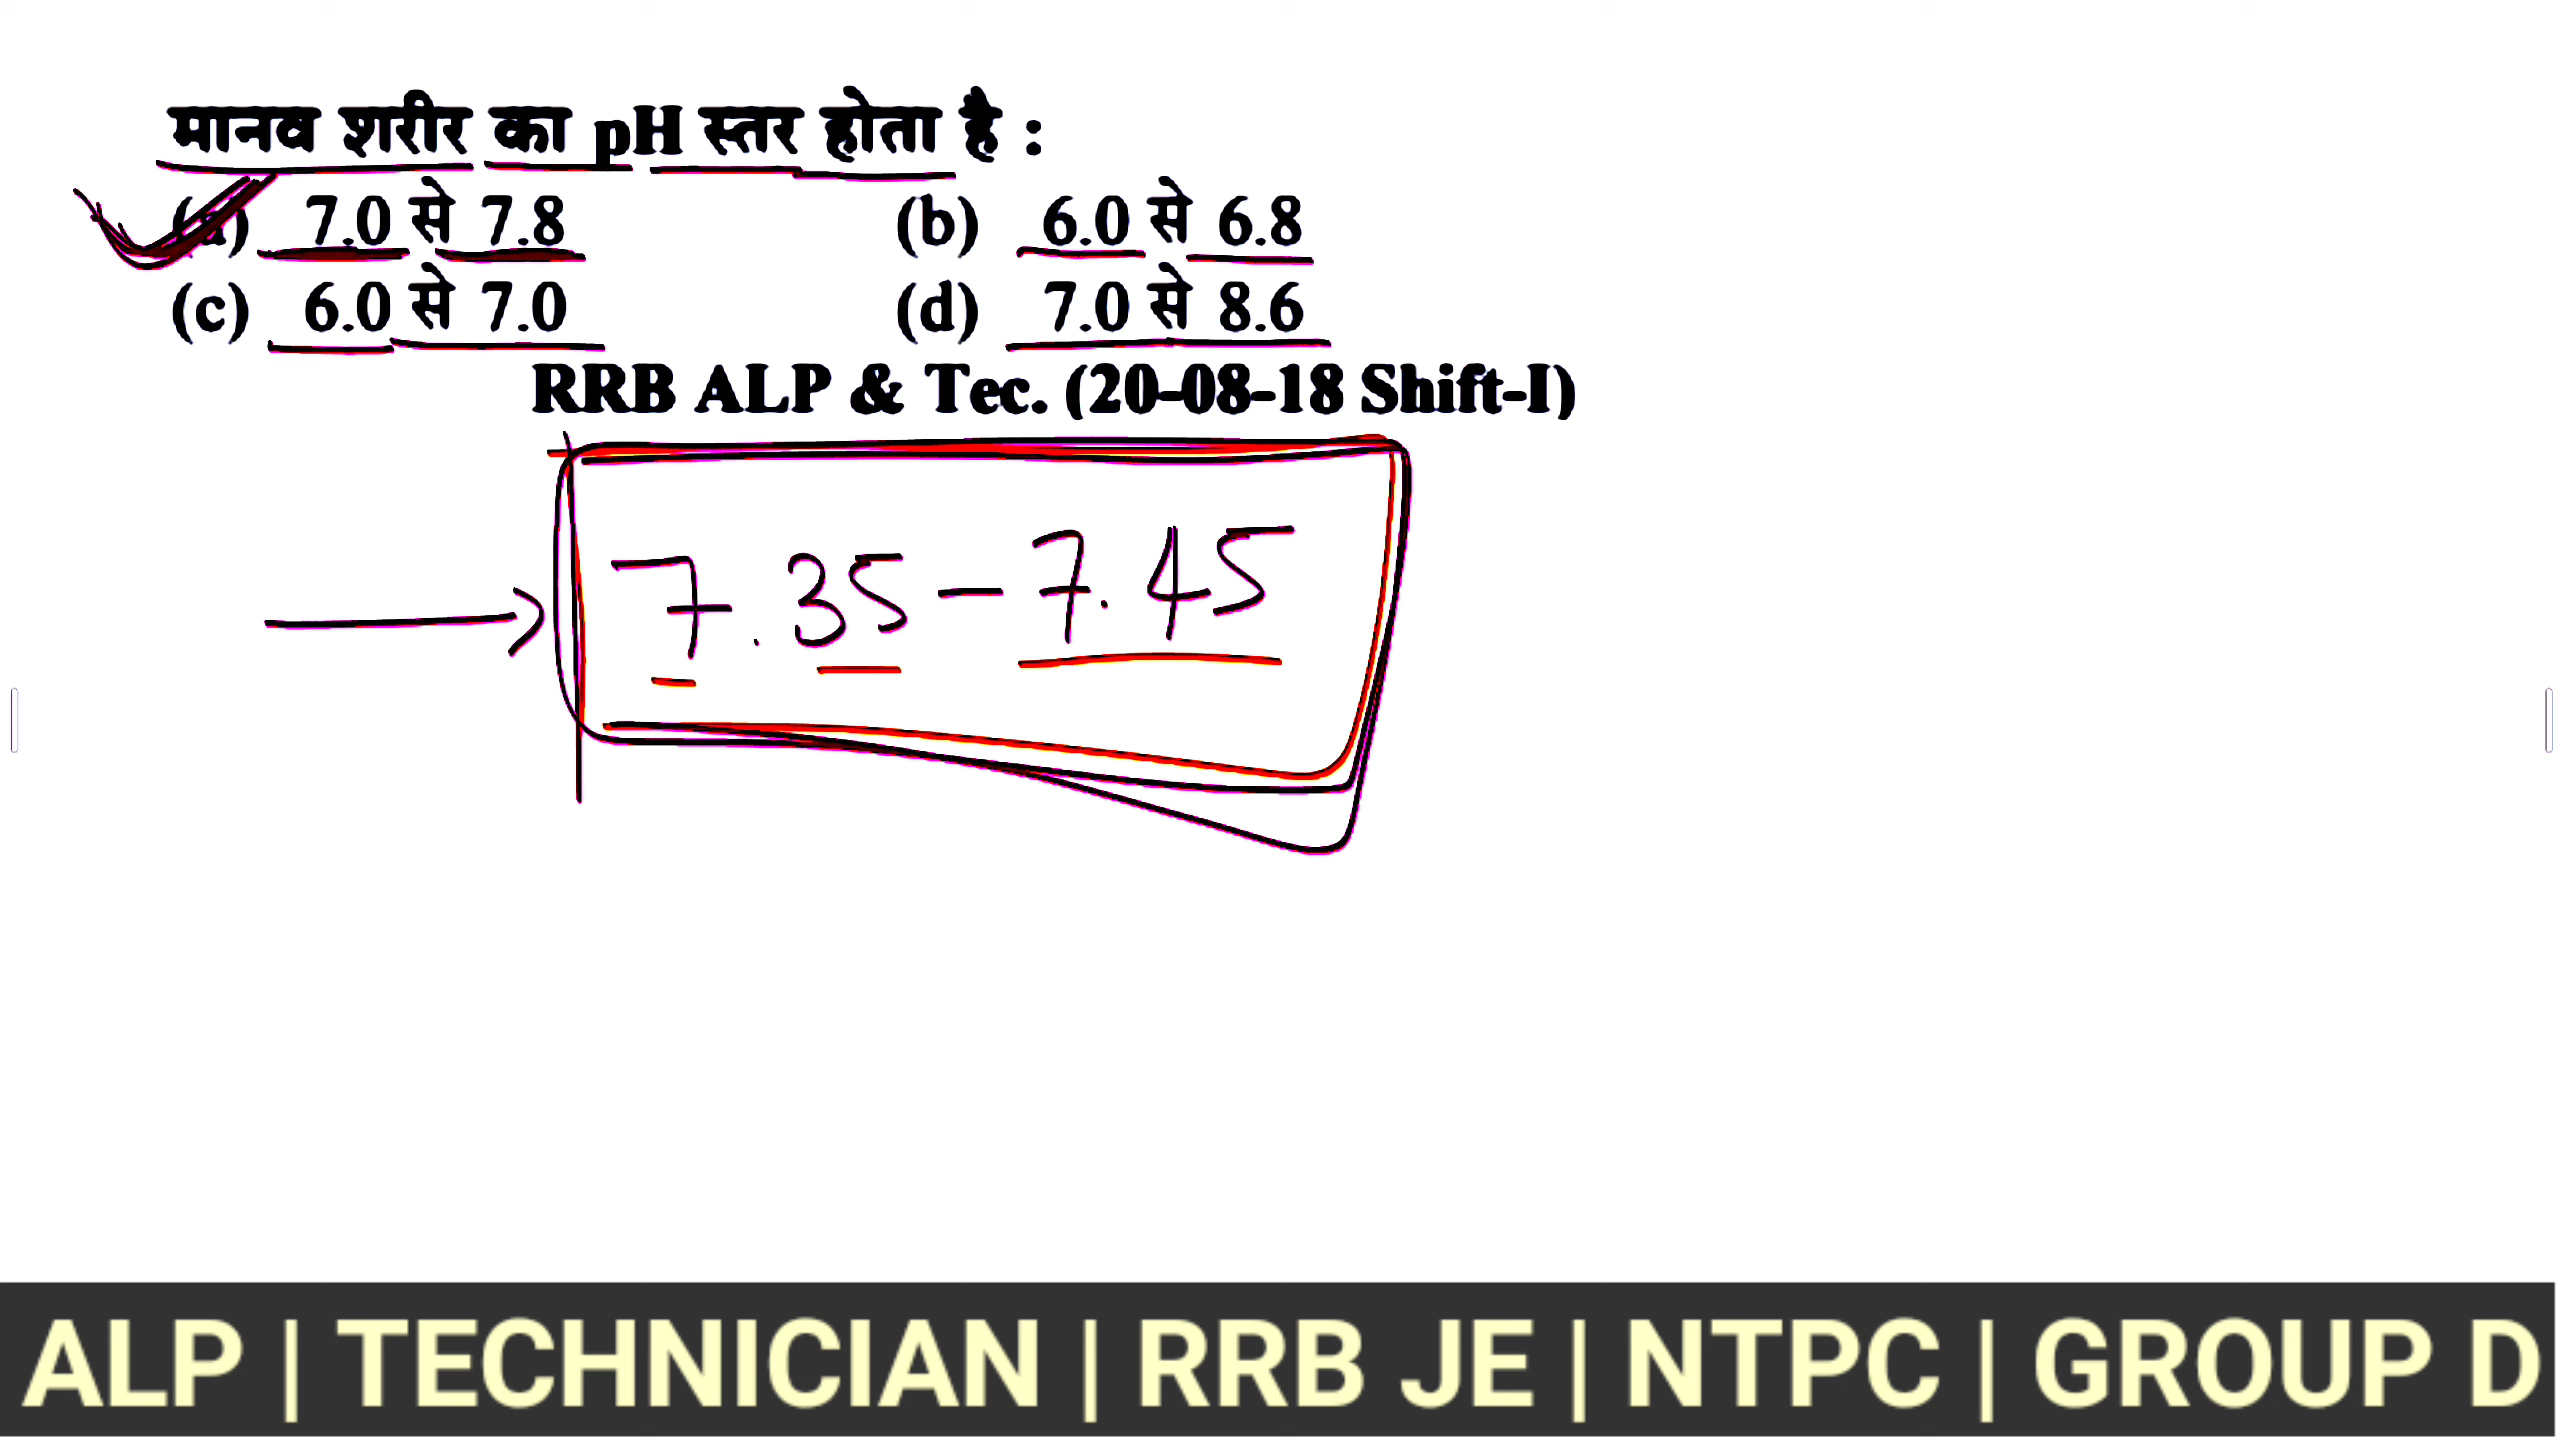 मानव शरीर का pH स्तर होता है :
(a) 7.0 से 7.8 (b) 6.0 से 6.8
(c) 6.0 से 7.0 (d) 7.0 से 8.6
RRB ALP & Tec. (20-08-18 Shift-I)
7.35 – 7.45
ALP | TECHNICIAN | RRB JE | NTPC | GROUP D